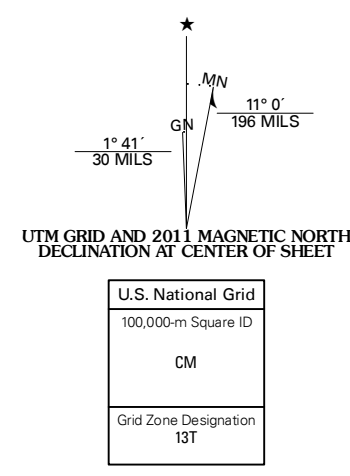 ★
MN
GN
11° 0´
196 MILS
1° 41´
30 MILS
UTM GRID AND 2011 MAGNETIC NORTH
DECLINATION AT CENTER OF SHEET
U.S. National Grid
100,000-m Square ID
CM
Grid Zone Designation
13T